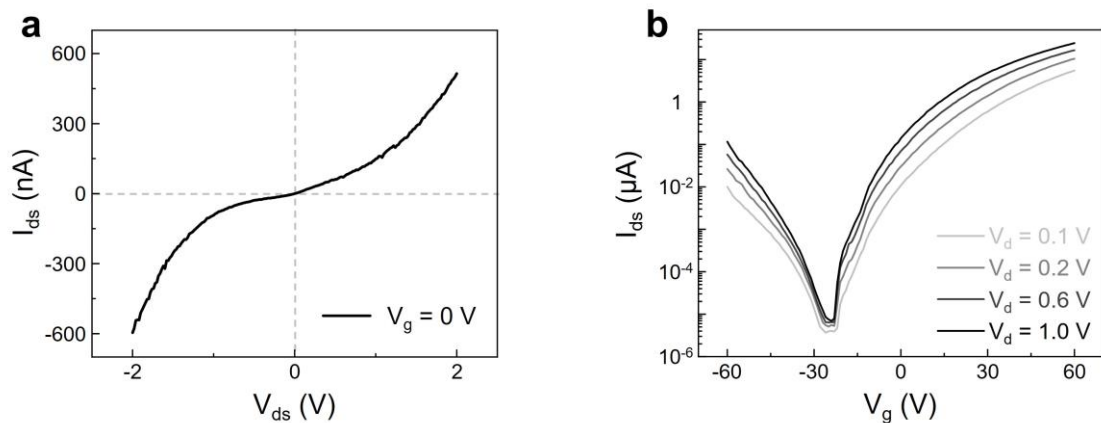 a
600
300
0
-300
-600
I_ds (nA)
V_g = 0 V
-2
0
2
V_ds (V)
b
1
10^-2
10^-4
10^-6
I_ds (μA)
V_d = 0.1 V
V_d = 0.2 V
V_d = 0.6 V
V_d = 1.0 V
-60
-30
0
30
60
V_g (V)